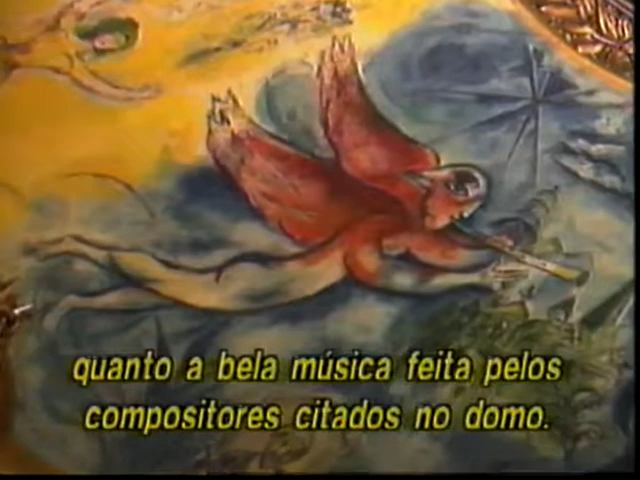 quanto a bela música feita pelos
compositores citados no domo.